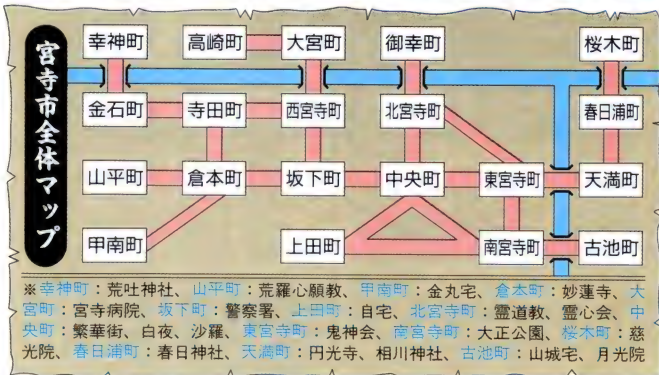 宮寺市全体マップ
幸神町 高崎町 大宮町 御幸町 桜木町
金石町 寺田町 西宮寺町 北宮寺町 春日浦町
山平町 倉本町 坂下町 中央町 東宮寺町 天満町
甲南町 上田町 南宮寺町 古池町
※幸神町：荒吐神社、山平町：荒羅心願教、甲南町：金丸宅、倉本町：妙蓮寺、大
宮町：宮寺病院、坂下町：警察署、上田町：自宅、北宮寺町：霊道教、霊心会、中
央町：繁華街、白夜、沙羅、東宮寺町：鬼神会、南宮寺町：大正公園、桜木町：慈
光院、春日浦町：春日神社、天満町：円光寺、相川神社、古池町：山城宅、月光院